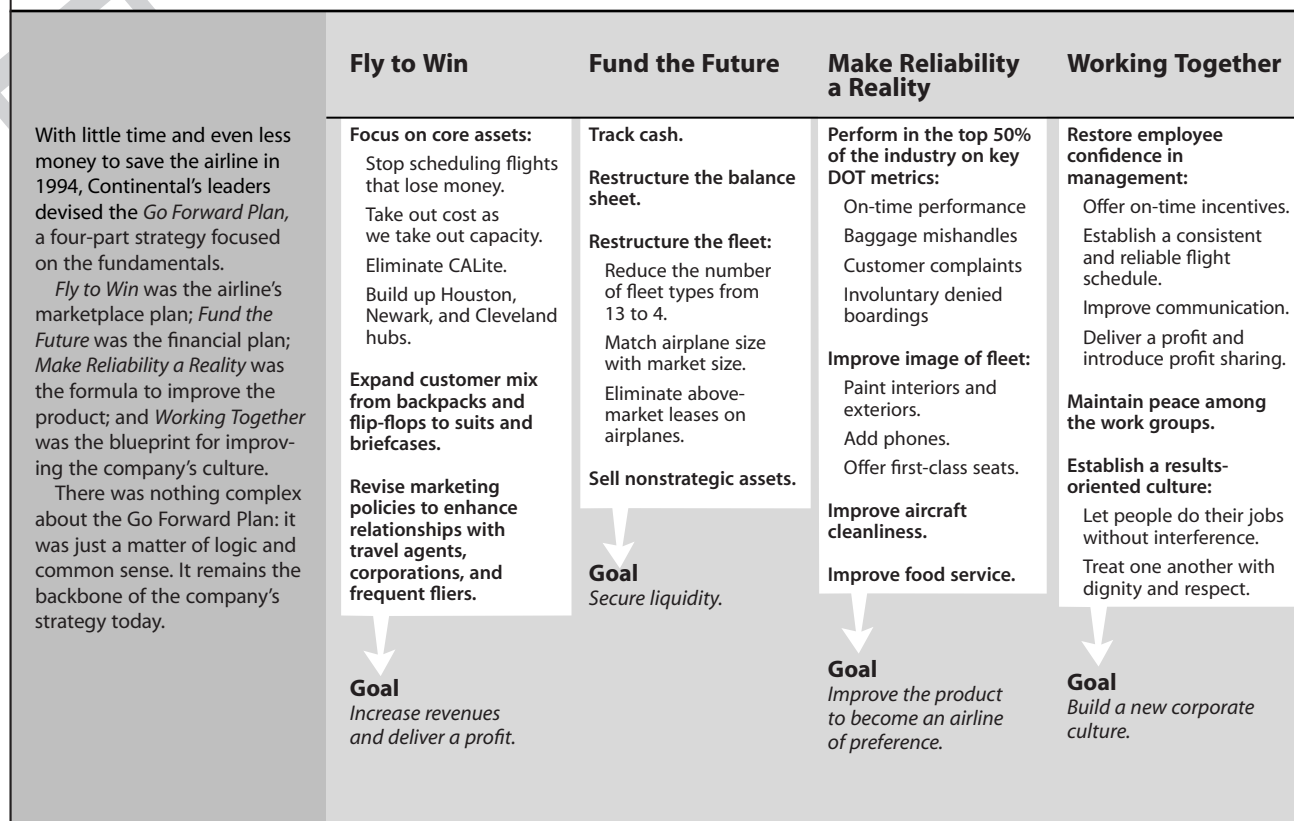 With little time and even less
money to save the airline in
1994, Continental’s leaders
devised the Go Forward Plan,
a four-part strategy focused
on the fundamentals.
Fly to Win was the airline’s
marketplace plan; Fund the
Future was the financial plan;
Make Reliability a Reality was
the formula to improve the
product; and Working Together
was the blueprint for improv-
ing the company’s culture.
There was nothing complex
about the Go Forward Plan: it
was just a matter of logic and
common sense. It remains the
backbone of the company’s
strategy today.
Fly to Win
Focus on core assets:
Stop scheduling flights
that lose money.
Take out cost as
we take out capacity.
Eliminate CALite.
Build up Houston,
Newark, and Cleveland
hubs.
Expand customer mix
from backpacks and
flip-flops to suits and
briefcases.
Revise marketing
policies to enhance
relationships with
travel agents,
corporations, and
frequent fliers.
Goal
Increase revenues
and deliver a profit.
Fund the Future
Track cash.
Restructure the balance
sheet.
Restructure the fleet:
Reduce the number
of fleet types from
13 to 4.
Match airplane size
with market size.
Eliminate above-
market leases on
airplanes.
Sell nonstrategic assets.
Goal
Secure liquidity.
Make Reliability
a Reality
Perform in the top 50%
of the industry on key
DOT metrics:
On-time performance
Baggage mishandles
Customer complaints
Involuntary denied
boardings
Improve image of fleet:
Paint interiors and
exteriors.
Add phones.
Offer first-class seats.
Improve aircraft
cleanliness.
Improve food service.
Goal
Improve the product
to become an airline
of preference.
Working Together
Restore employee
confidence in
management:
Offer on-time incentives.
Establish a consistent
and reliable flight
schedule.
Improve communication.
Deliver a profit and
introduce profit sharing.
Maintain peace among
the work groups.
Establish a results-
oriented culture:
Let people do their jobs
without interference.
Treat one another with
dignity and respect.
Goal
Build a new corporate
culture.